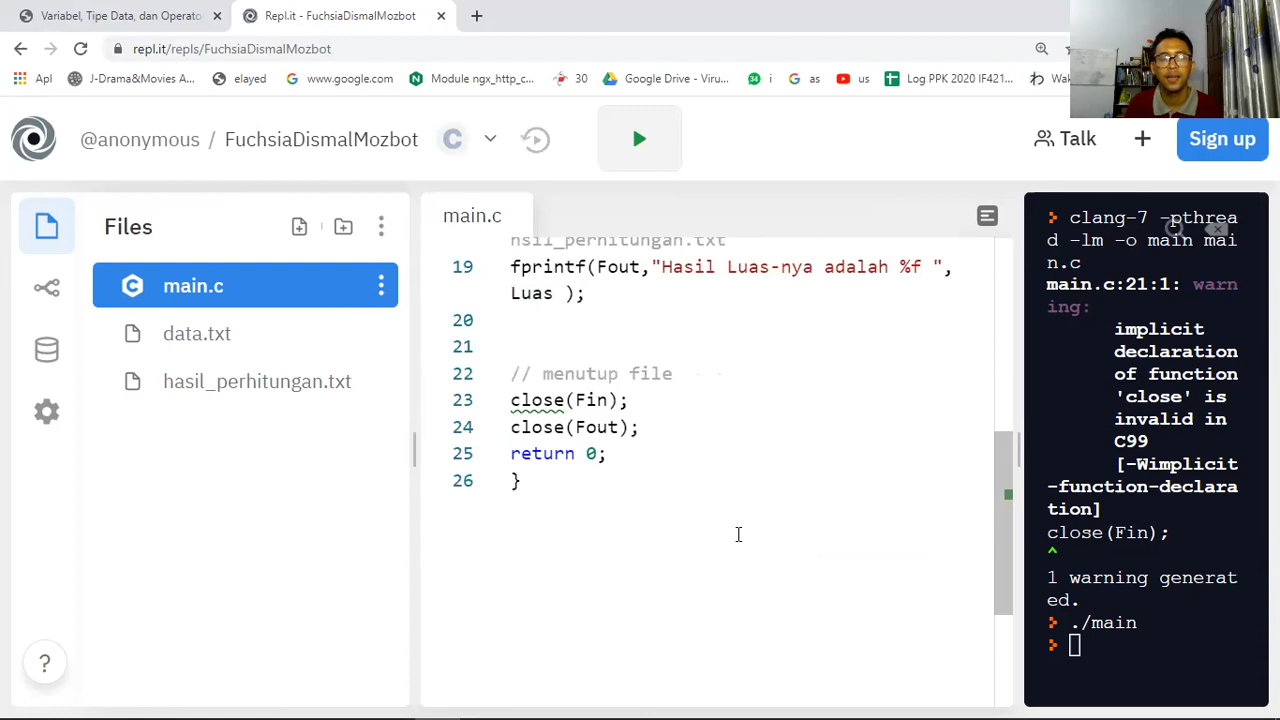 Variabel, Tipe Data, dan Operato
Repl.it - FuchsiaDismalMozbot
repl.it/repls/FuchsiaDismalMozbot
Apl
J-Drama&Movies A...
elayed
www.google.com
Module ngx_http_c...
30
Google Drive - Viru...
34
i
as
us
Log PPK 2020 IF421...
Wak
@anonymous / FuchsiaDismalMozbot
C
Talk
Sign up
Files
main.c
data.txt
hasil_perhitungan.txt
?
main.c
hsil_perhitungan.txt
19 fprintf(Fout,"Hasil Luas-nya adalah %f ",
Luas );
20
21
22 // menutup file
23 close(Fin);
24 close(Fout);
25 return 0;
26 }
clang-7 -pthrea
d -lm -o main mai
n.c
main.c:21:1: warn
ing:
implicit
declaration
of function
'close' is
invalid in
C99
[-Wimplicit
-function-declara
tion]
close(Fin);
^
1 warning generat
ed.
./main